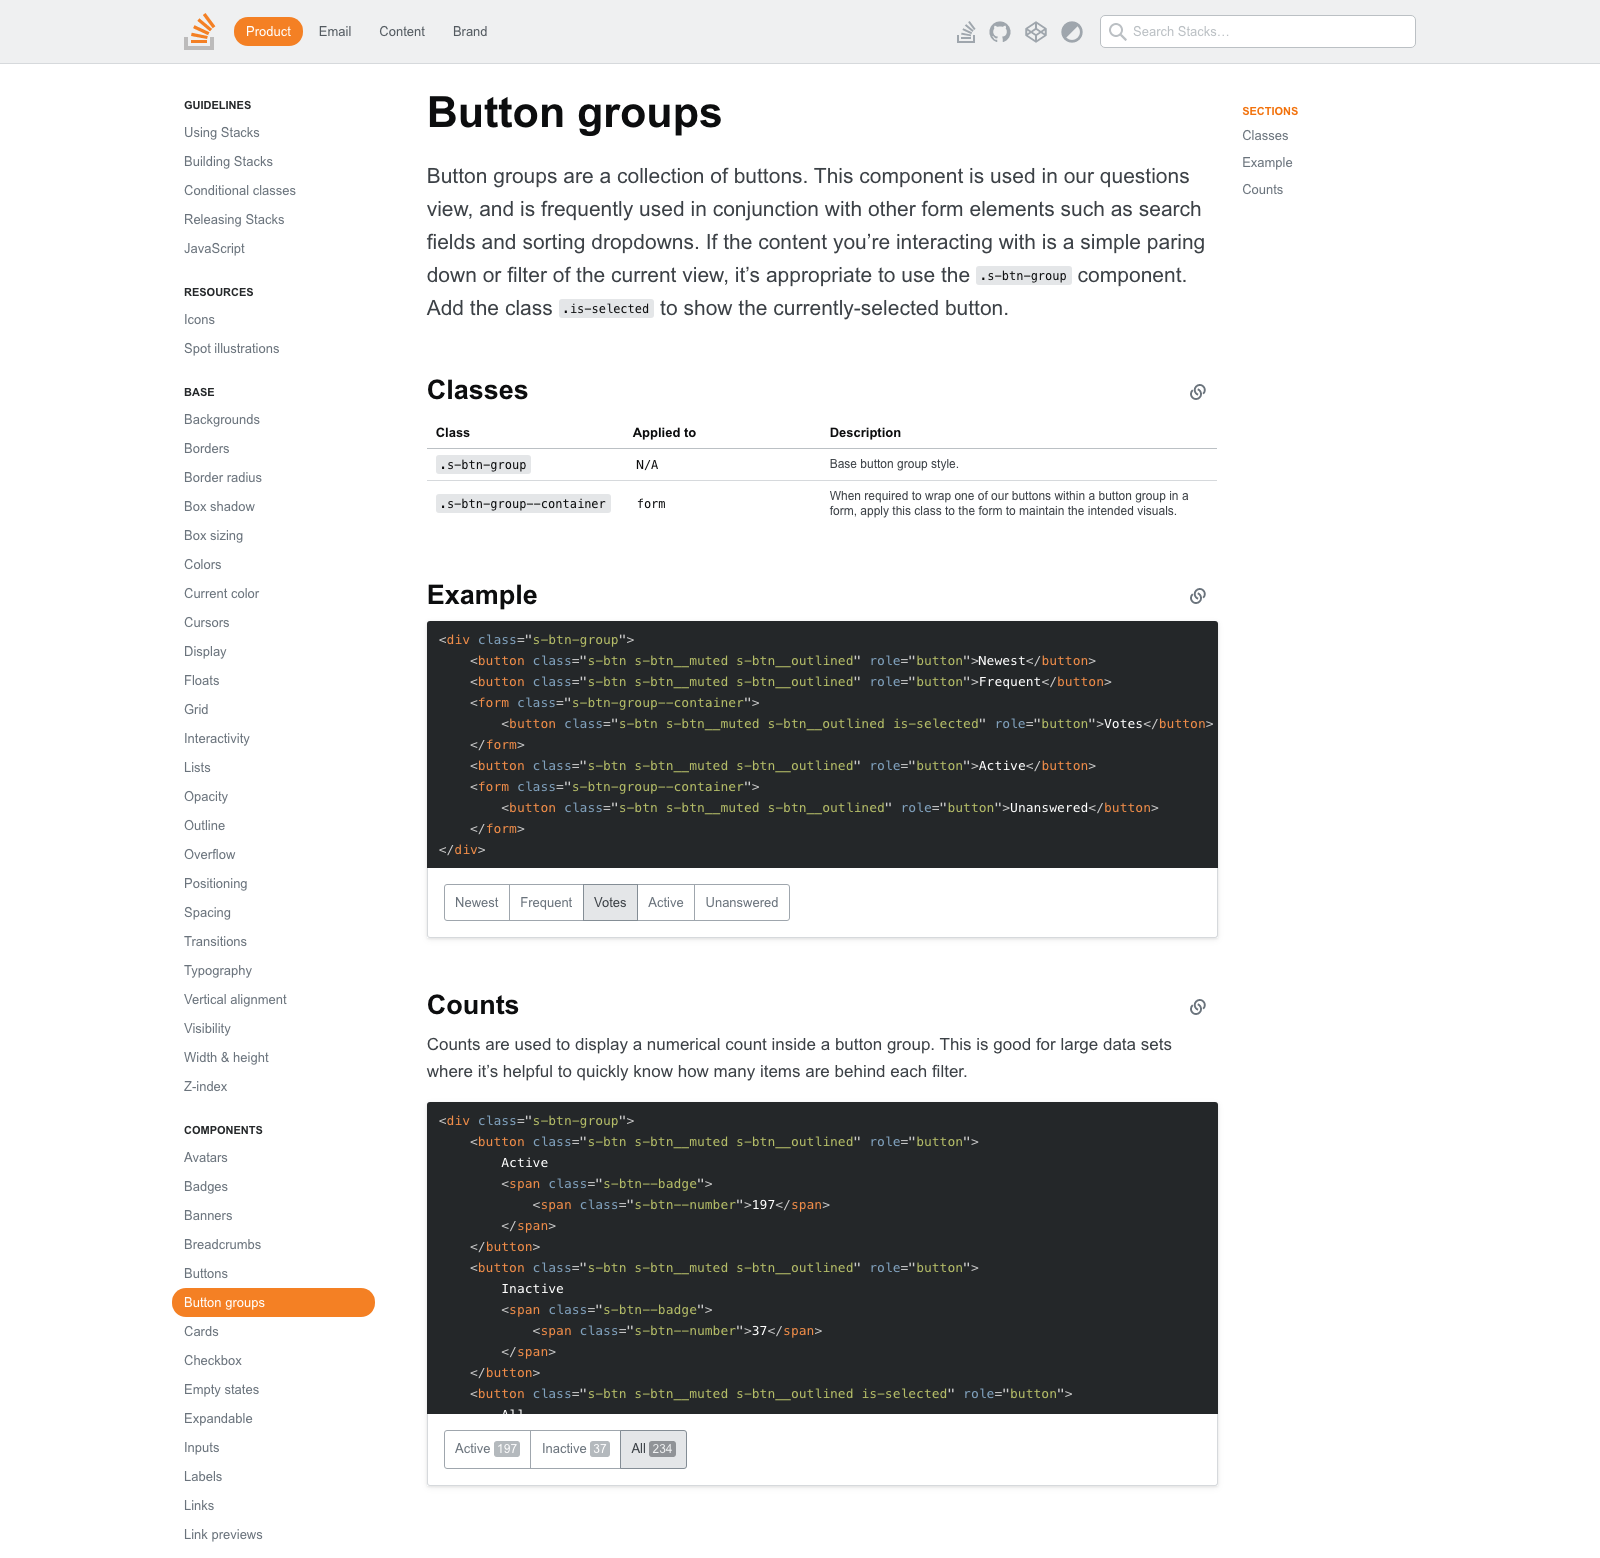 Product
Email
Content
Brand
Search Stacks...
GUIDELINES
Using Stacks
Building Stacks
Conditional classes
Releasing Stacks
JavaScript
RESOURCES
Icons
Spot illustrations
BASE
Backgrounds
Borders
Border radius
Box shadow
Box sizing
Colors
Current color
Cursors
Display
Floats
Grid
Interactivity
Lists
Opacity
Outline
Overflow
Positioning
Spacing
Transitions
Typography
Vertical alignment
Visibility
Width & height
Z-index
COMPONENTS
Avatars
Badges
Banners
Breadcrumbs
Buttons
Button groups
Cards
Checkbox
Empty states
Expandable
Inputs
Labels
Links
Link previews
Button groups
Button groups are a collection of buttons. This component is used in our questions
view, and is frequently used in conjunction with other form elements such as search
fields and sorting dropdowns. If the content you’re interacting with is a simple paring
down or filter of the current view, it’s appropriate to use the .s-btn-group component.
Add the class .is-selected to show the currently-selected button.
Classes
Class Applied to Description
.s-btn-group N/A Base button group style.
.s-btn-group--container form When required to wrap one of our buttons within a button group in a
form, apply this class to the form to maintain the intended visuals.
Example
<div class="s-btn-group">
    <button class="s-btn s-btn__muted s-btn__outlined" role="button">Newest</button>
    <button class="s-btn s-btn__muted s-btn__outlined" role="button">Frequent</button>
    <form class="s-btn-group--container">
        <button class="s-btn s-btn__muted s-btn__outlined is-selected" role="button">Votes</button>
    </form>
    <button class="s-btn s-btn__muted s-btn__outlined" role="button">Active</button>
    <form class="s-btn-group--container">
        <button class="s-btn s-btn__muted s-btn__outlined" role="button">Unanswered</button>
    </form>
</div>
Newest Frequent Votes Active Unanswered
Counts
Counts are used to display a numerical count inside a button group. This is good for large data sets
where it’s helpful to quickly know how many items are behind each filter.
<div class="s-btn-group">
    <button class="s-btn s-btn__muted s-btn__outlined" role="button">
        Active
        <span class="s-btn--badge">
            <span class="s-btn--number">197</span>
        </span>
    </button>
    <button class="s-btn s-btn__muted s-btn__outlined" role="button">
        Inactive
        <span class="s-btn--badge">
            <span class="s-btn--number">37</span>
        </span>
    </button>
    <button class="s-btn s-btn__muted s-btn__outlined is-selected" role="button">
        All
Active 197 Inactive 37 All 234
SECTIONS
Classes
Example
Counts